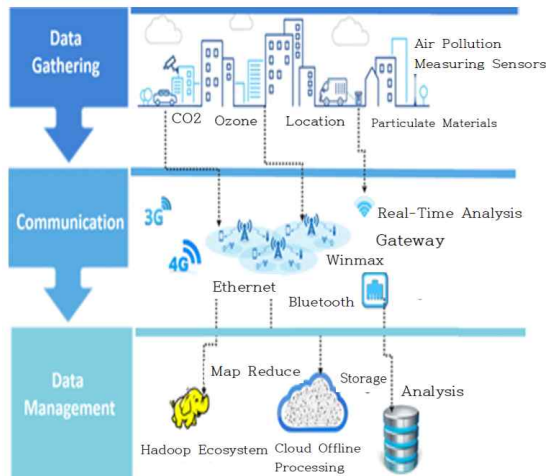 Data
Gathering
Air Pollution
Measuring Sensors
CO2
Ozone
Location
Particulate Materials
Communication
3G
4G
Real-Time Analysis
Gateway
Winmax
Ethernet
Bluetooth
Data
Management
Map Reduce
Storage
Analysis
Hadoop Ecosystem
Cloud Offline
Processing